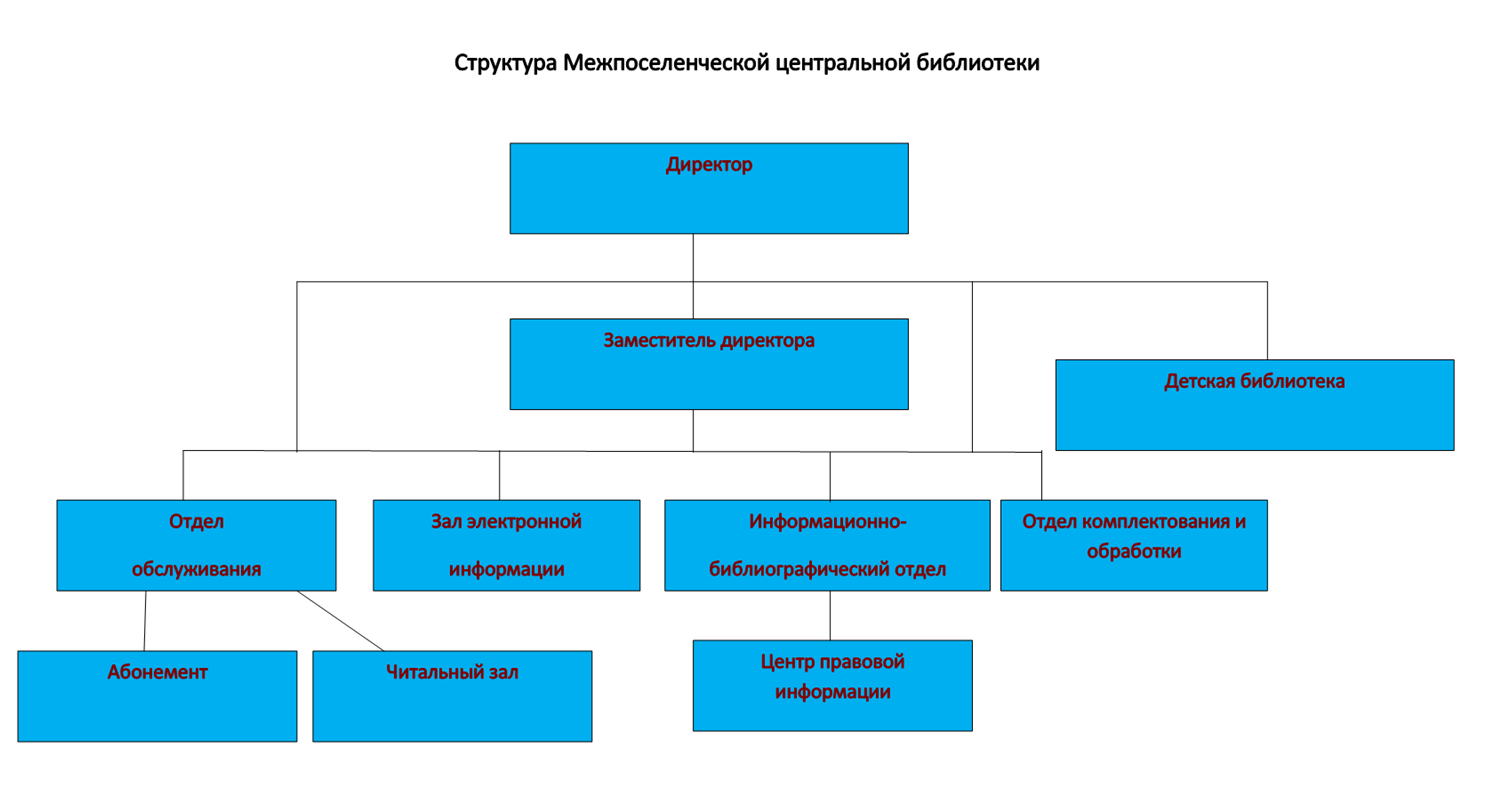 Структура Межпоселенческой центральной библиотеки
Директор
Заместитель директора
Детская библиотека
Отдел
обслуживания
Зал электронной
информации
Информационно-
библиографический отдел
Отдел комплектования и
обработки
Абонемент
Читальный зал
Центр правовой
информации